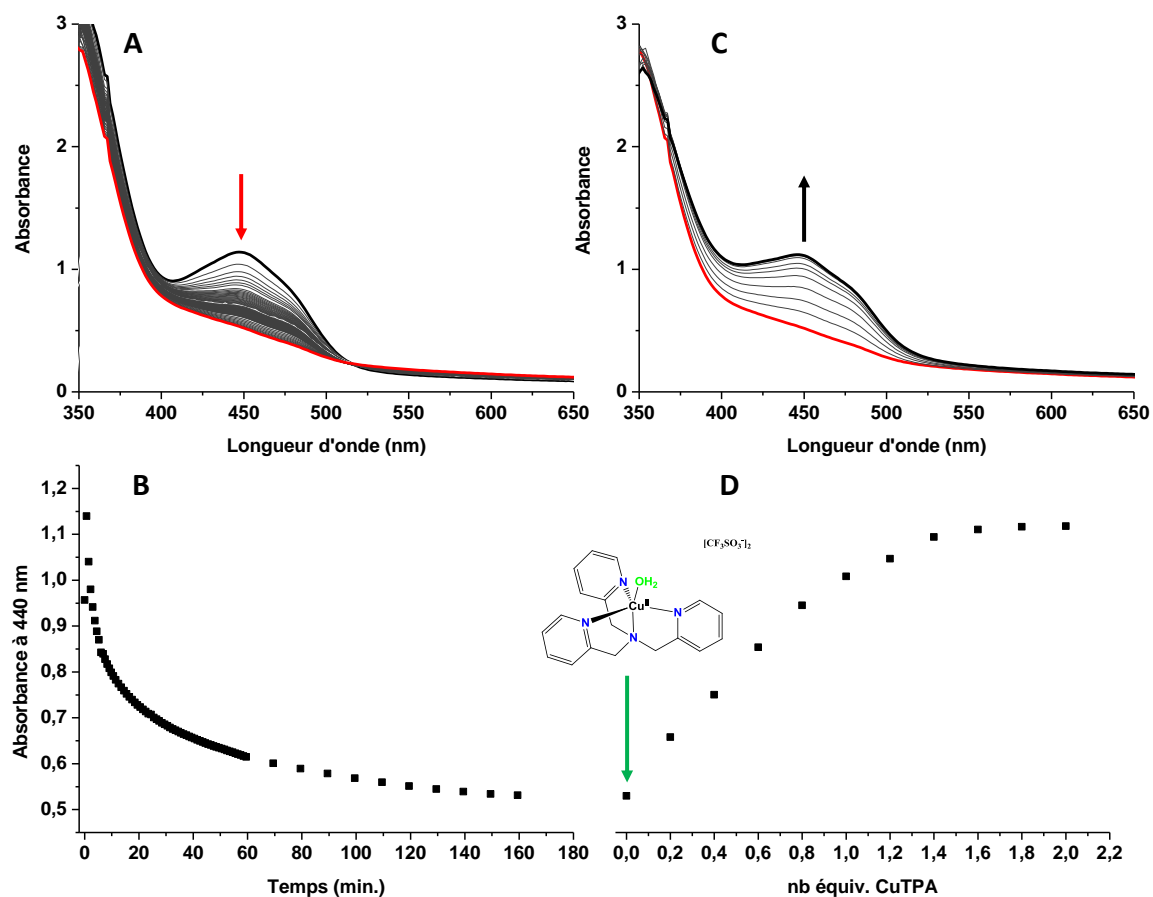 A
3
2
1
0
Absorbance
350 400 450 500 550 600 650
Longueur d'onde (nm)
C
3
2
1
0
Absorbance
350 400 450 500 550 600 650
Longueur d'onde (nm)
B
1,2
1,1
1,0
0,9
0,8
0,7
0,6
0,5
Absorbance à 440 nm
0 20 40 60 80 100 120 140 160 180
Temps (min.)
D
[CF3SO3-]2
N OH2
CuII
N N
N
0,0 0,2 0,4 0,6 0,8 1,0 1,2 1,4 1,6 1,8 2,0 2,2
nb équiv. CuTPA